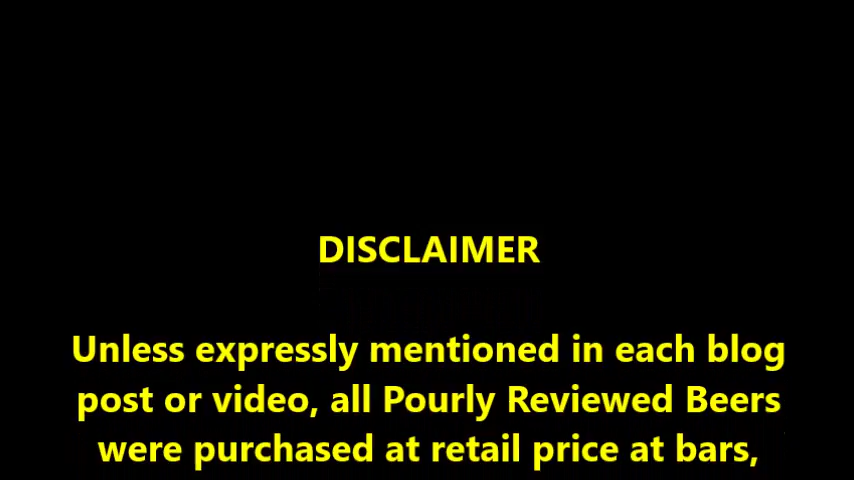 DISCLAIMER
Unless expressly mentioned in each blog
post or video, all Pourly Reviewed Beers
were purchased at retail price at bars,